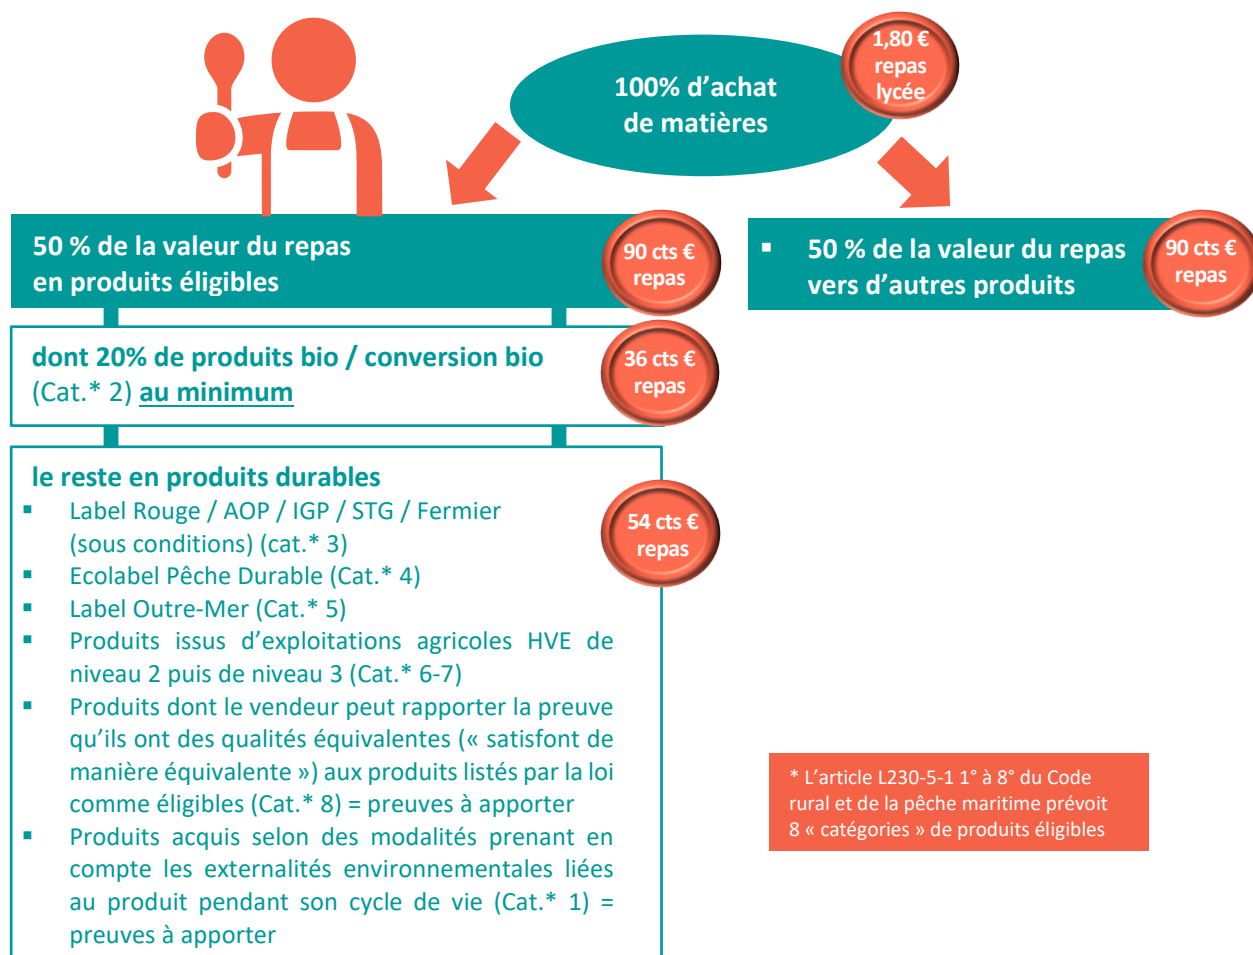 1,80 €
repas
lycée
100% d’achat
de matières
50 % de la valeur du repas
en produits éligibles
90 cts €
repas
▪ 50 % de la valeur du repas
vers d’autres produits
90 cts €
repas
dont 20% de produits bio / conversion bio
(Cat.* 2) au minimum
36 cts €
repas
le reste en produits durables
▪ Label Rouge / AOP / IGP / STG / Fermier
(sous conditions) (cat.* 3)
▪ Ecolabel Pêche Durable (Cat.* 4)
▪ Label Outre-Mer (Cat.* 5)
▪ Produits issus d’exploitations agricoles HVE de
niveau 2 puis de niveau 3 (Cat.* 6-7)
▪ Produits dont le vendeur peut rapporter la preuve
qu’ils ont des qualités équivalentes (« satisfont de
manière équivalente ») aux produits listés par la loi
comme éligibles (Cat.* 8) = preuves à apporter
▪ Produits acquis selon des modalités prenant en
compte les externalités environnementales liées
au produit pendant son cycle de vie (Cat.* 1) =
preuves à apporter
54 cts €
repas
* L’article L230-5-1 1° à 8° du Code
rural et de la pêche maritime prévoit
8 « catégories » de produits éligibles